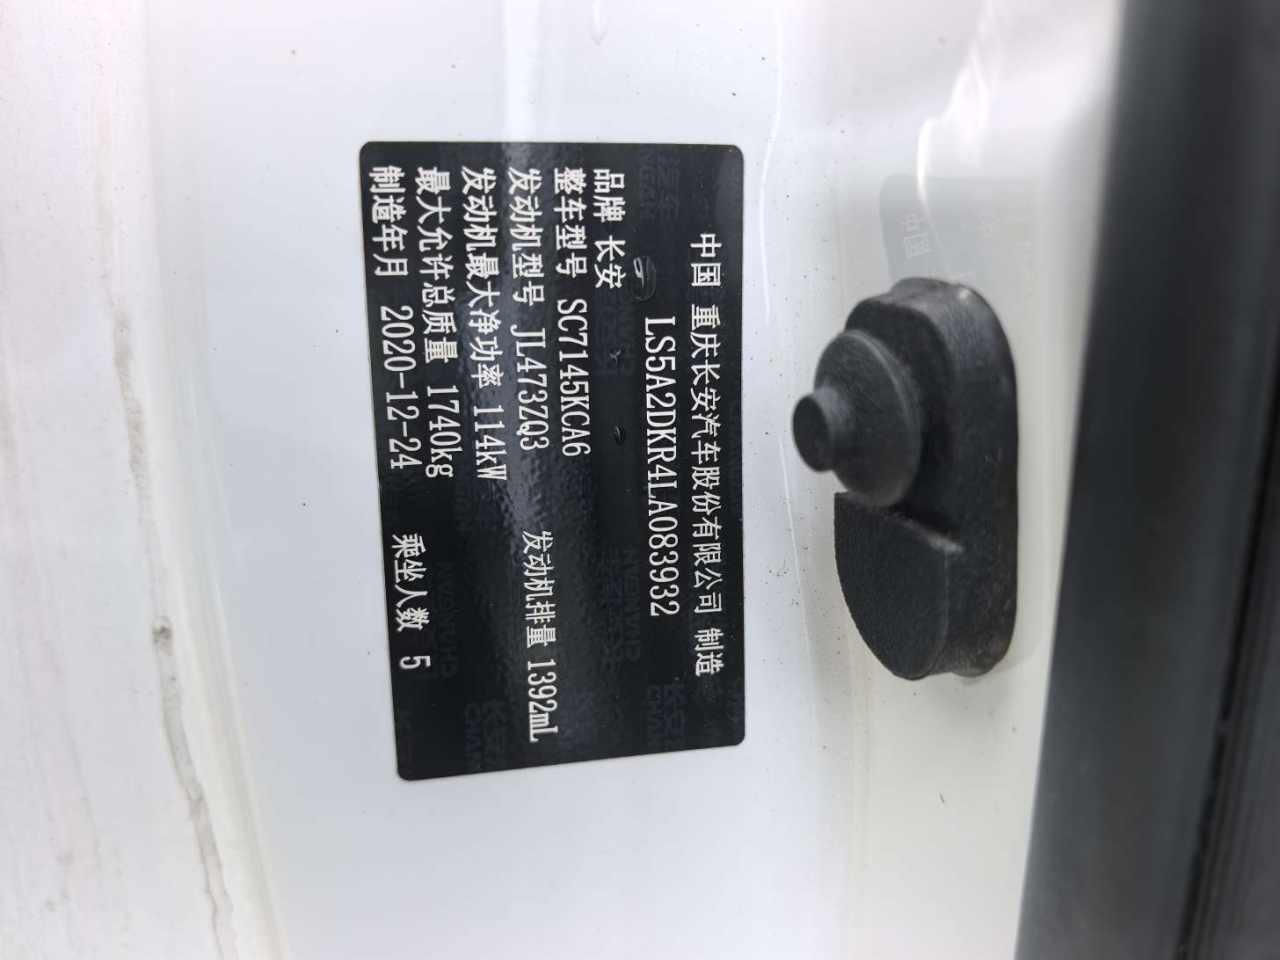 中国 重庆长安汽车股份有限公司 制造
LS5A2DKR4LA083932
品牌 长安
整车型号 SC7145KCA6
发动机型号 JL473ZQ3 发动机排量 1392mL
发动机最大净功率 114kW
最大允许总质量 1740kg
制造年月 2020-12-24 乘坐人数 5